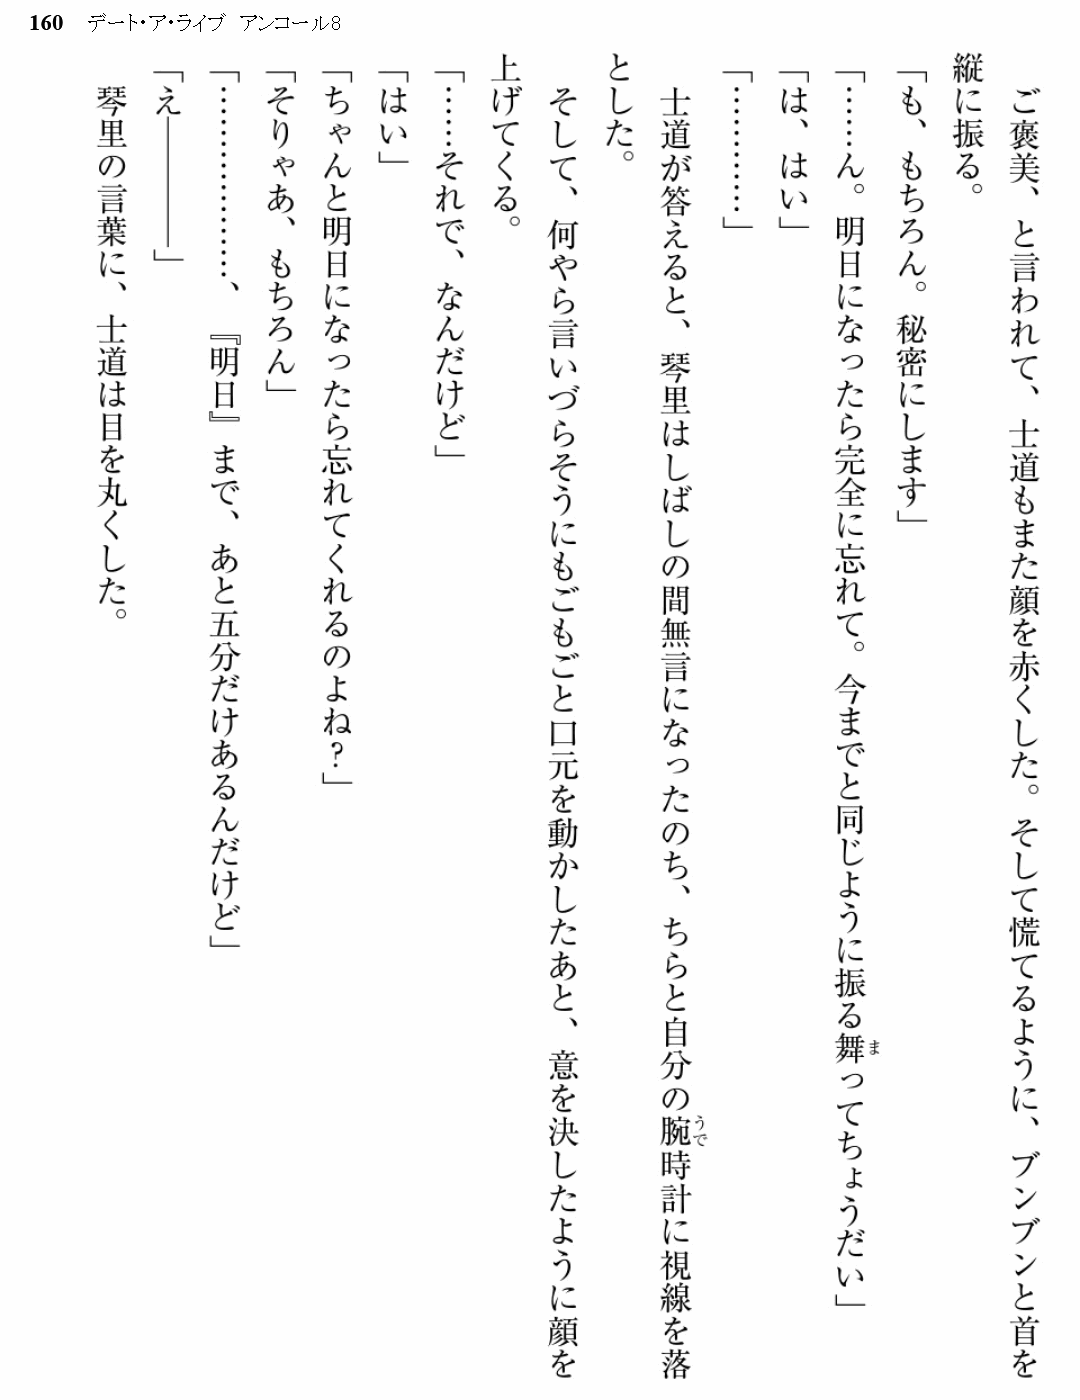 160 デート・ア・ライブ アンコール8
　ご褒美、と言われて、士道もまた顔を赤くした。そして慌てるように、ブンブンと首を
縦に振る。
「も、もちろん。秘密にします」
「……ん。明日になったら完全に忘れて。今までと同じように振る舞ってちょうだい」
「は、はい」
「…………」
　士道が答えると、琴里はしばしの間無言になったのち、ちらと自分の腕時計に視線を落
とした。
　そして、何やら言いづらそうにもごもごと口元を動かしたあと、意を決したように顔を
上げてくる。
「……それで、なんだけど」
「はい」
「ちゃんと明日になったら忘れてくれるのよね?」
「そりゃあ、もちろん」
「………………、『明日』まで、あと五分だけあるんだけど」
「え――――」
　琴里の言葉に、士道は目を丸くした。